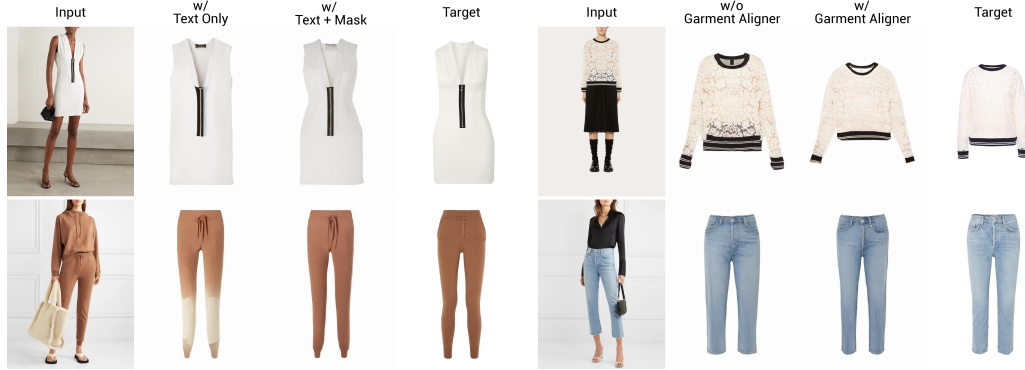 Input
w/
Text Only
w/
Text + Mask
Target
Input
w/o
Garment Aligner
w/
Garment Aligner
Target